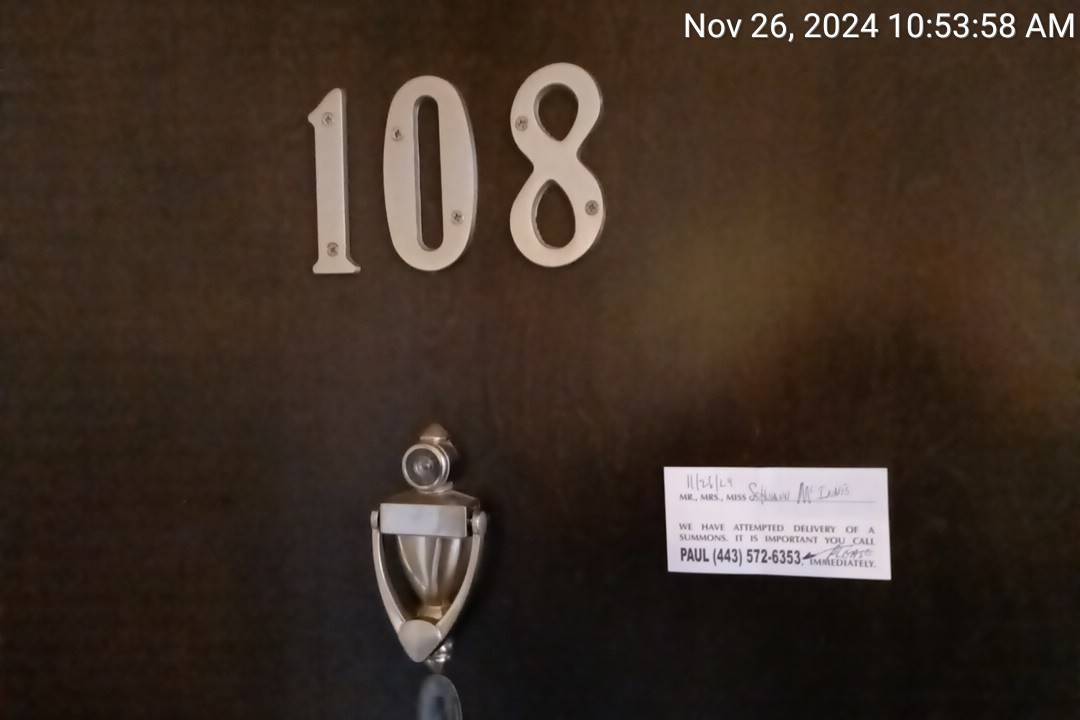 Nov 26, 2024 10:53:58 AM
108
11/26/24
MR., MRS., MISS
WE HAVE ATTEMPTED DELIVERY OF A
SUMMONS. IT IS IMPORTANT YOU CALL
PAUL (443) 572-6353, PLEASE
IMMEDIATELY.